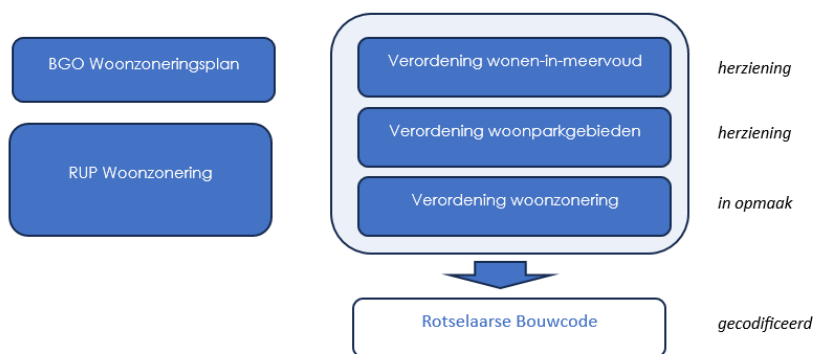 BGO Woonzoneringsplan
RUP Woonzonering
Verordening wonen-in-meervoud
herziening
Verordening woonparkgebieden
herziening
Verordening woonzonering
in opmaak
Rotselaarse Bouwcode
gecodificeerd